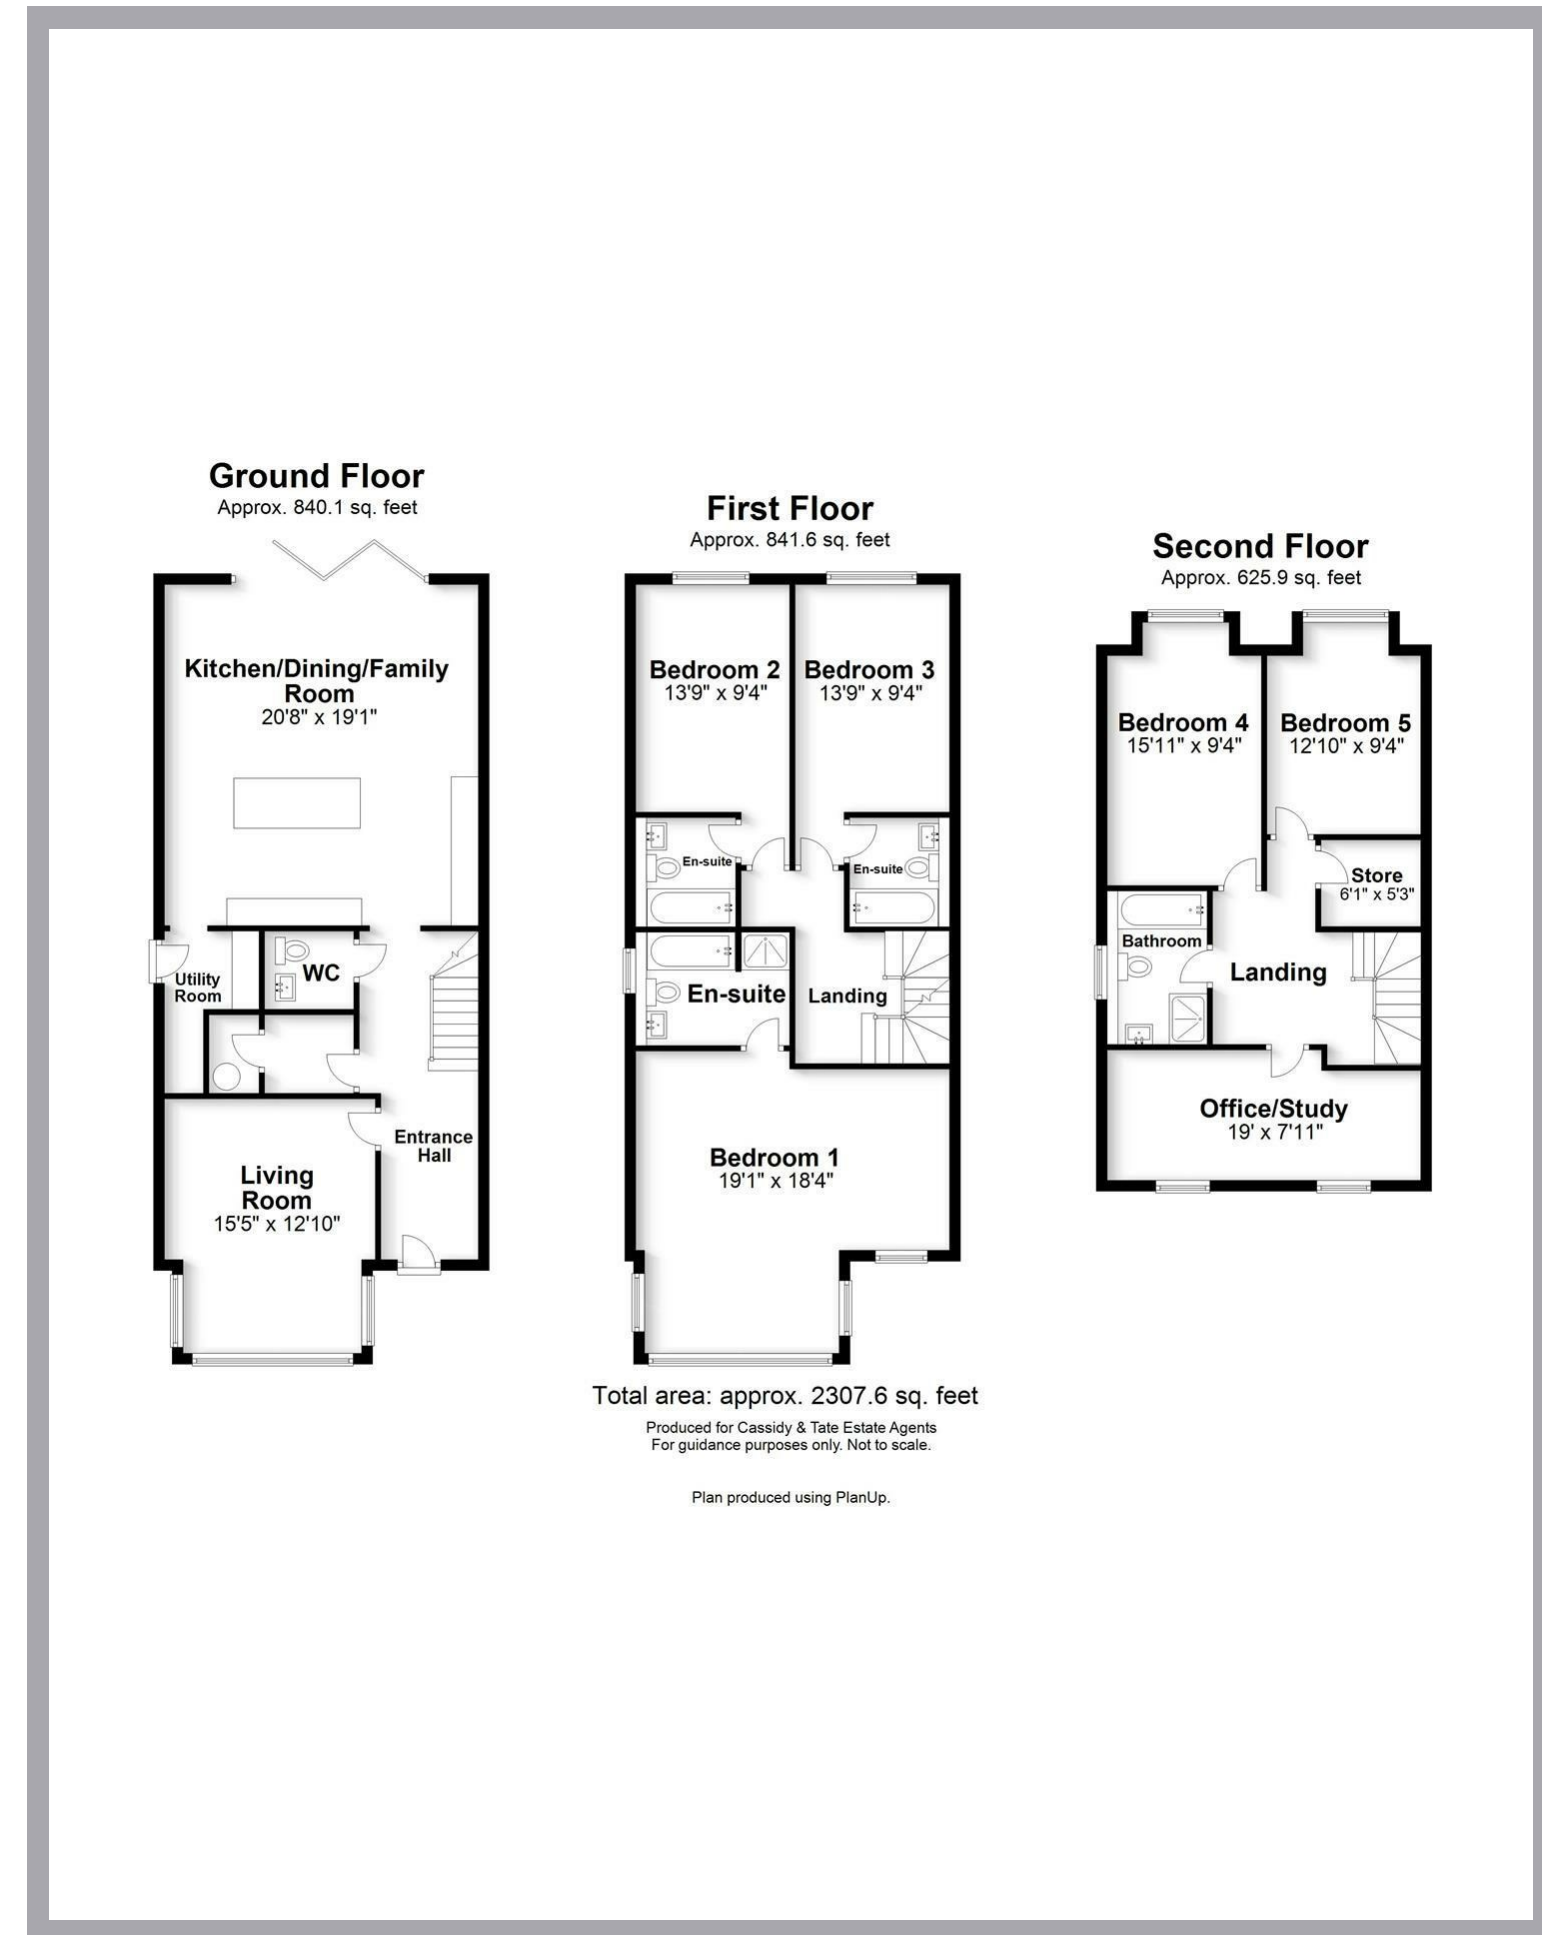 Ground Floor
Approx. 840.1 sq. feet
Kitchen/Dining/Family
Room
20'8" x 19'1"
Utility
Room
WC
Entrance
Hall
Living
Room
15'5" x 12'10"
First Floor
Approx. 841.6 sq. feet
Bedroom 2
13'9" x 9'4"
Bedroom 3
13'9" x 9'4"
En-suite
En-suite
En-suite
Landing
Bedroom 1
19'1" x 18'4"
Second Floor
Approx. 625.9 sq. feet
Bedroom 4
15'11" x 9'4"
Bedroom 5
12'10" x 9'4"
Store
6'1" x 5'3"
Bathroom
Landing
Office/Study
19' x 7'11"
Total area: approx. 2307.6 sq. feet
Produced for Cassidy & Tate Estate Agents
For guidance purposes only. Not to scale.
Plan produced using PlanUp.